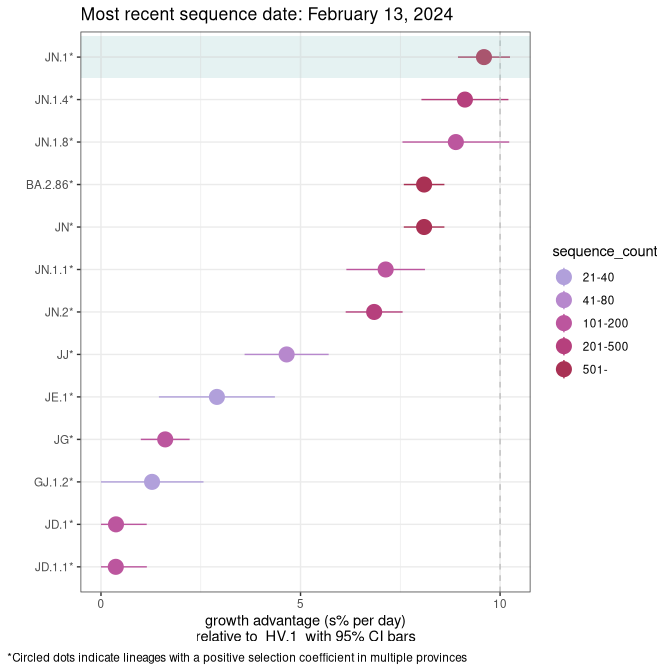 Most recent sequence date: February 13, 2024
JN.1*
JN.1.4*
JN.1.8*
BA.2.86*
JN*
JN.1.1*
JN.2*
JJ*
JE.1*
JG*
GJ.1.2*
JD.1*
JD.1.1*
0 5 10
growth advantage (s% per day)
relative to HV.1 with 95% CI bars
sequence_count
21-40
41-80
101-200
201-500
501-
*Circled dots indicate lineages with a positive selection coefficient in multiple provinces